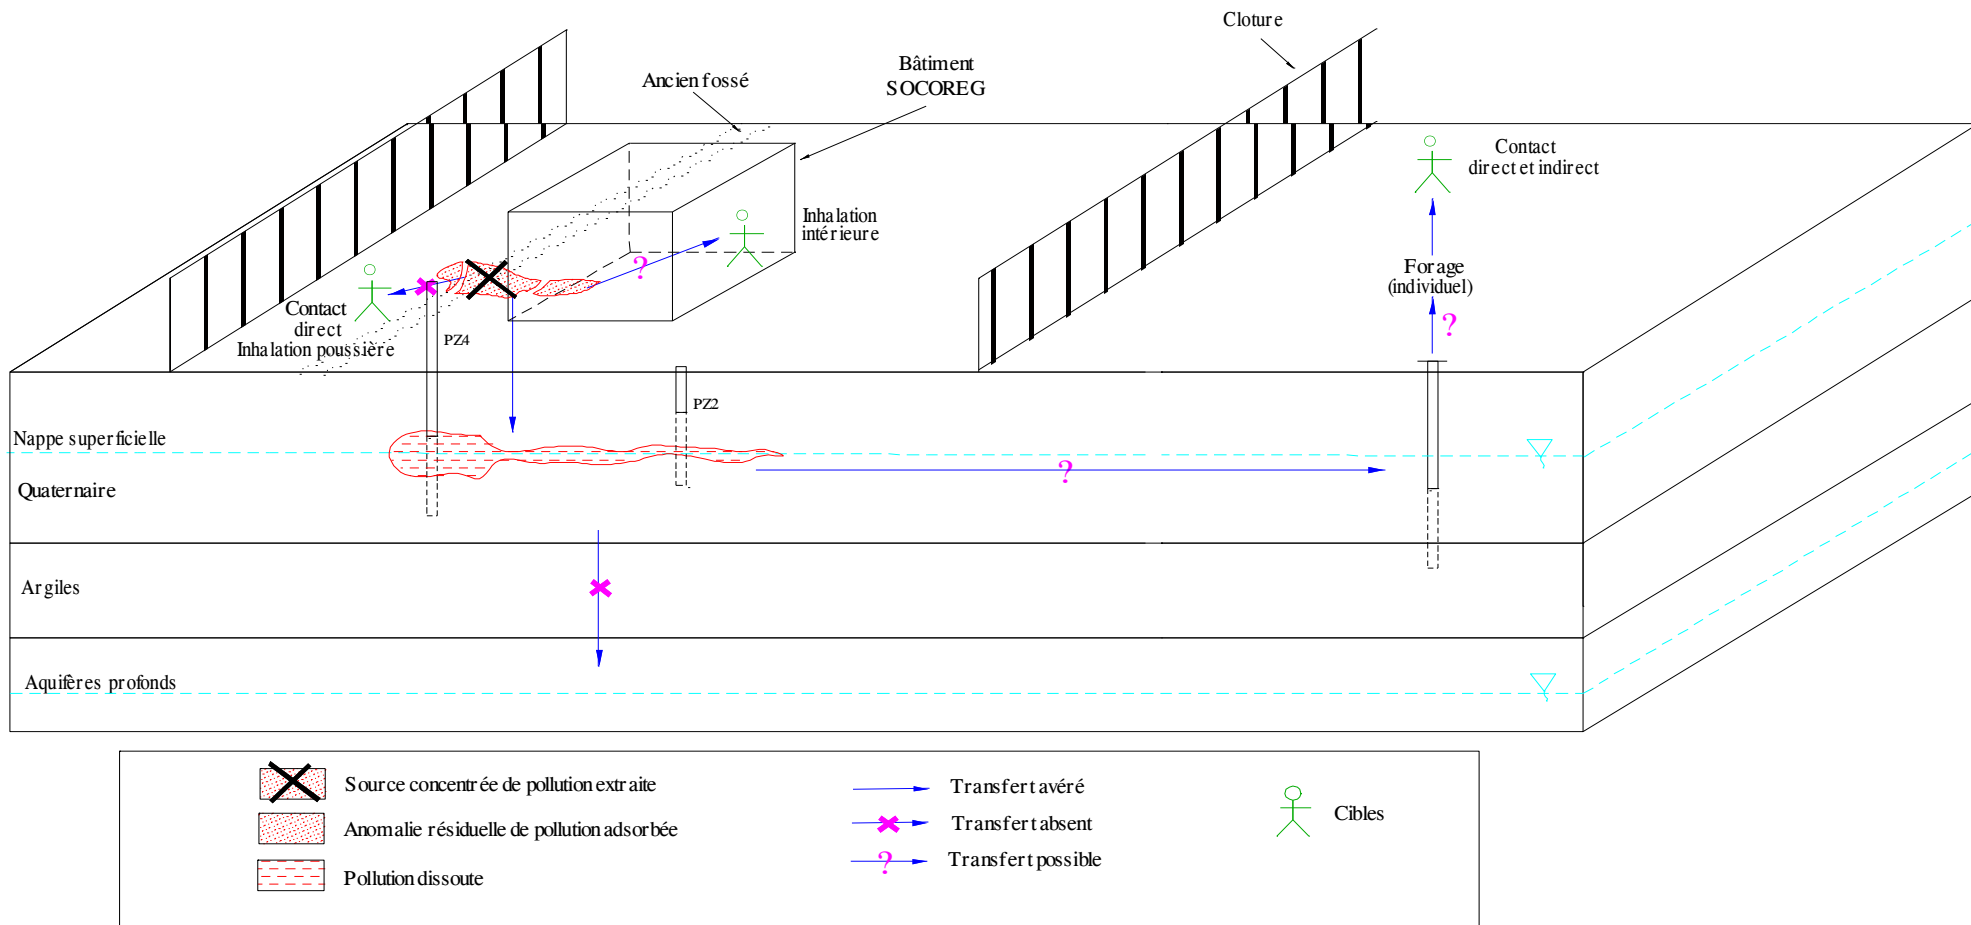 Cloture
Bâtiment
SOCOREG
Ancien fossé
Contact
direct et indirect
Inhalation
intérieure
?
Forage
(individuel)
?
Contact
direct
Inhalation poussière
PZ4
PZ2
Nappe superficielle
?
Quaternaire
Argiles
Aquifères profonds
Source concentrée de pollution extraite
Anomalie résiduelle de pollution adsorbée
Pollution dissoute
Transfert avéré
Transfert absent
?
Transfert possible
Cibles